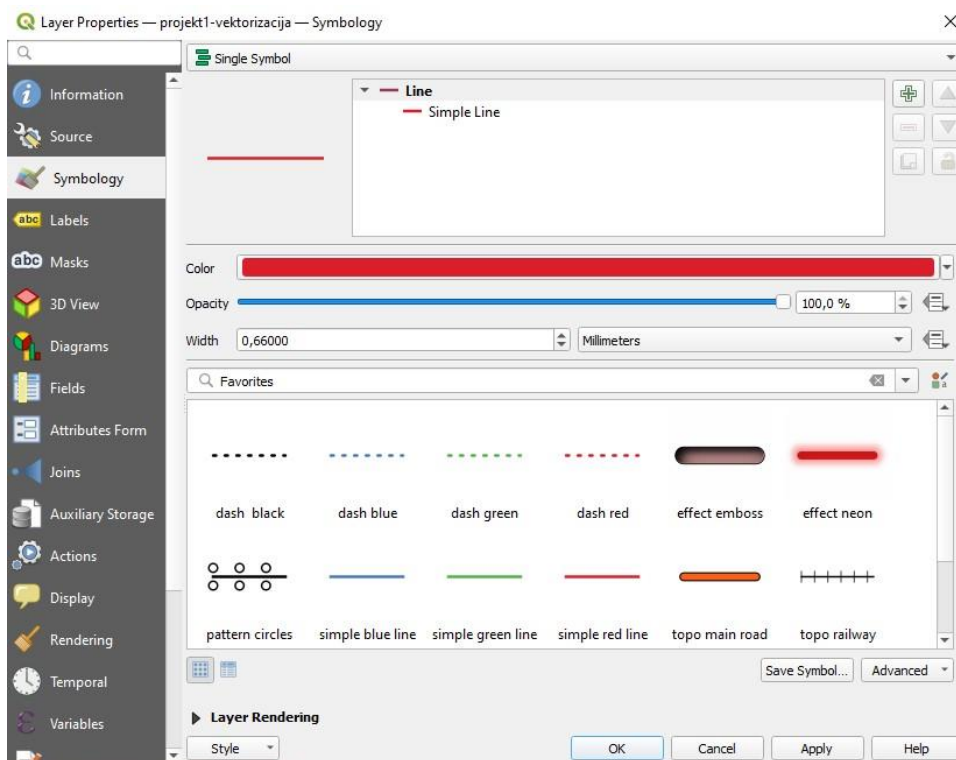 Layer Properties — projekt1-vektorizacija — Symbology
Single Symbol
Information
Source
Symbology
abc Labels
abc Masks
3D View
Diagrams
Fields
Attributes Form
Joins
Auxiliary Storage
Actions
Display
Rendering
Temporal
Variables
Line
Simple Line
Color
Opacity
100,0 %
Width
0,66000
Millimeters
Favorites
dash black
dash blue
dash green
dash red
effect emboss
effect neon
pattern circles
simple blue line
simple green line
simple red line
topo main road
topo railway
Save Symbol...
Advanced
Layer Rendering
Style
OK
Cancel
Apply
Help